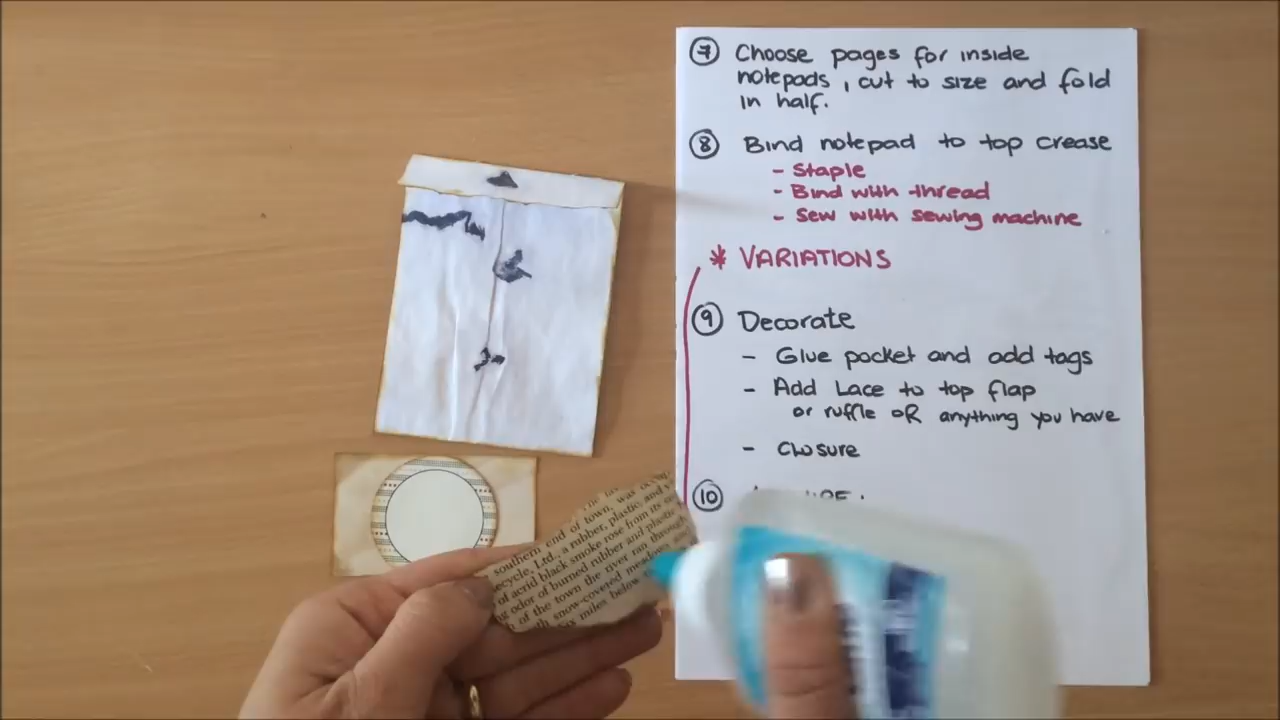 7 Choose pages for inside
notepads, cut to size and fold
in half.
8 Bind notepad to top crease
- Staple
- Bind with thread
- Sew with sewing machine
* VARIATIONS
9 Decorate
- Glue pocket and add tags
- Add Lace to top flap
or ruffle OR anything you have
- Closure
10
southern end of town, was
Ltd., a rubber, plastic, and
of acrid black smoke rose from its
odor of burned rubber and plastic
of the town the river ran through
snow-covered meadows
miles below